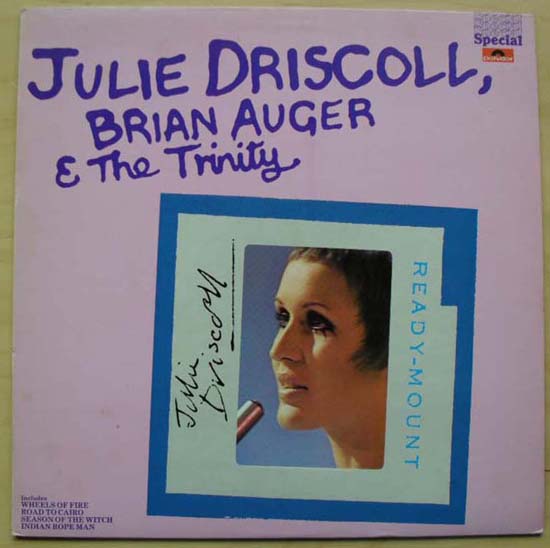 Special
Polydor
JULIE DRISCOLL,
BRIAN AUGER
& The Trinity
READY-MOUNT
Julie
Driscoll
Includes
WHEELS OF FIRE
ROAD TO CAIRO
SEASON OF THE WITCH
INDIAN ROPE MAN